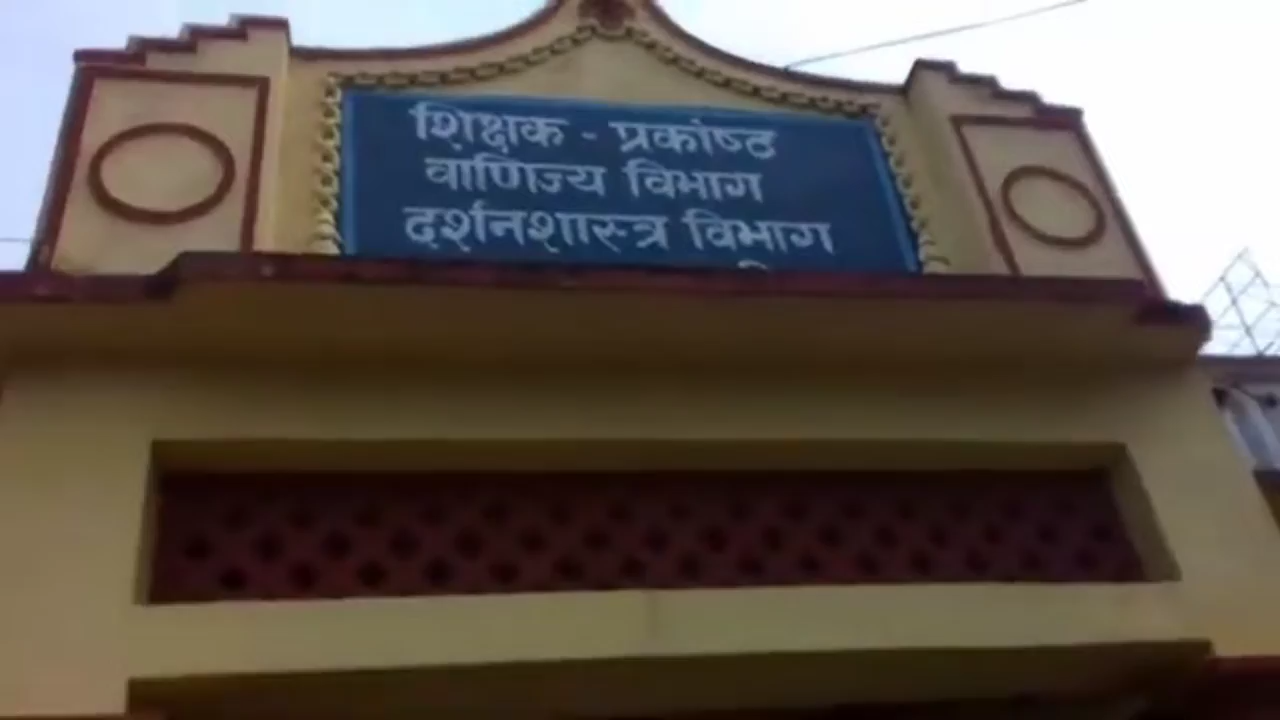 शिक्षक - प्रकोष्ठ
वाणिज्य विभाग
दर्शनशास्त्र विभाग